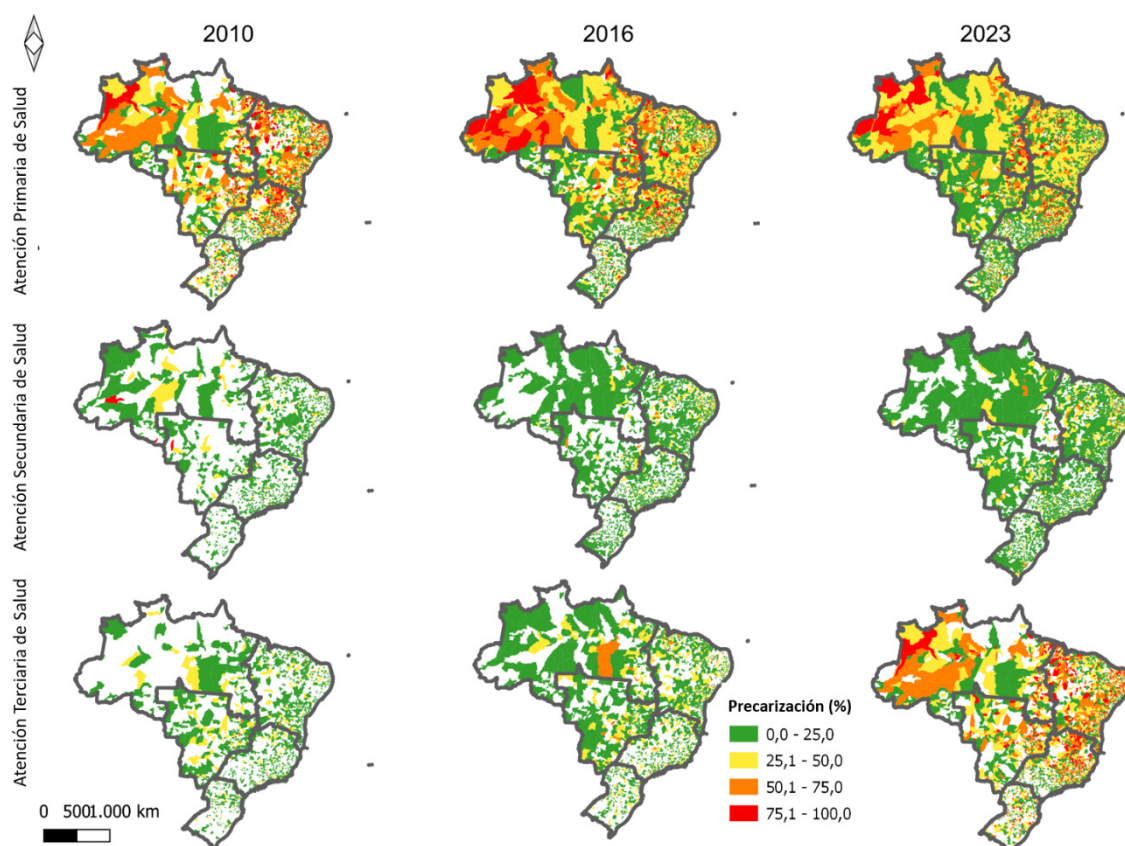 2010
2016
2023
Atención Primaria de Salud
Atención Secundaria de Salud
Atención Terciaria de Salud
Precarización (%)
0,0 - 25,0
25,1 - 50,0
50,1 - 75,0
75,1 - 100,0
0 5001.000 km